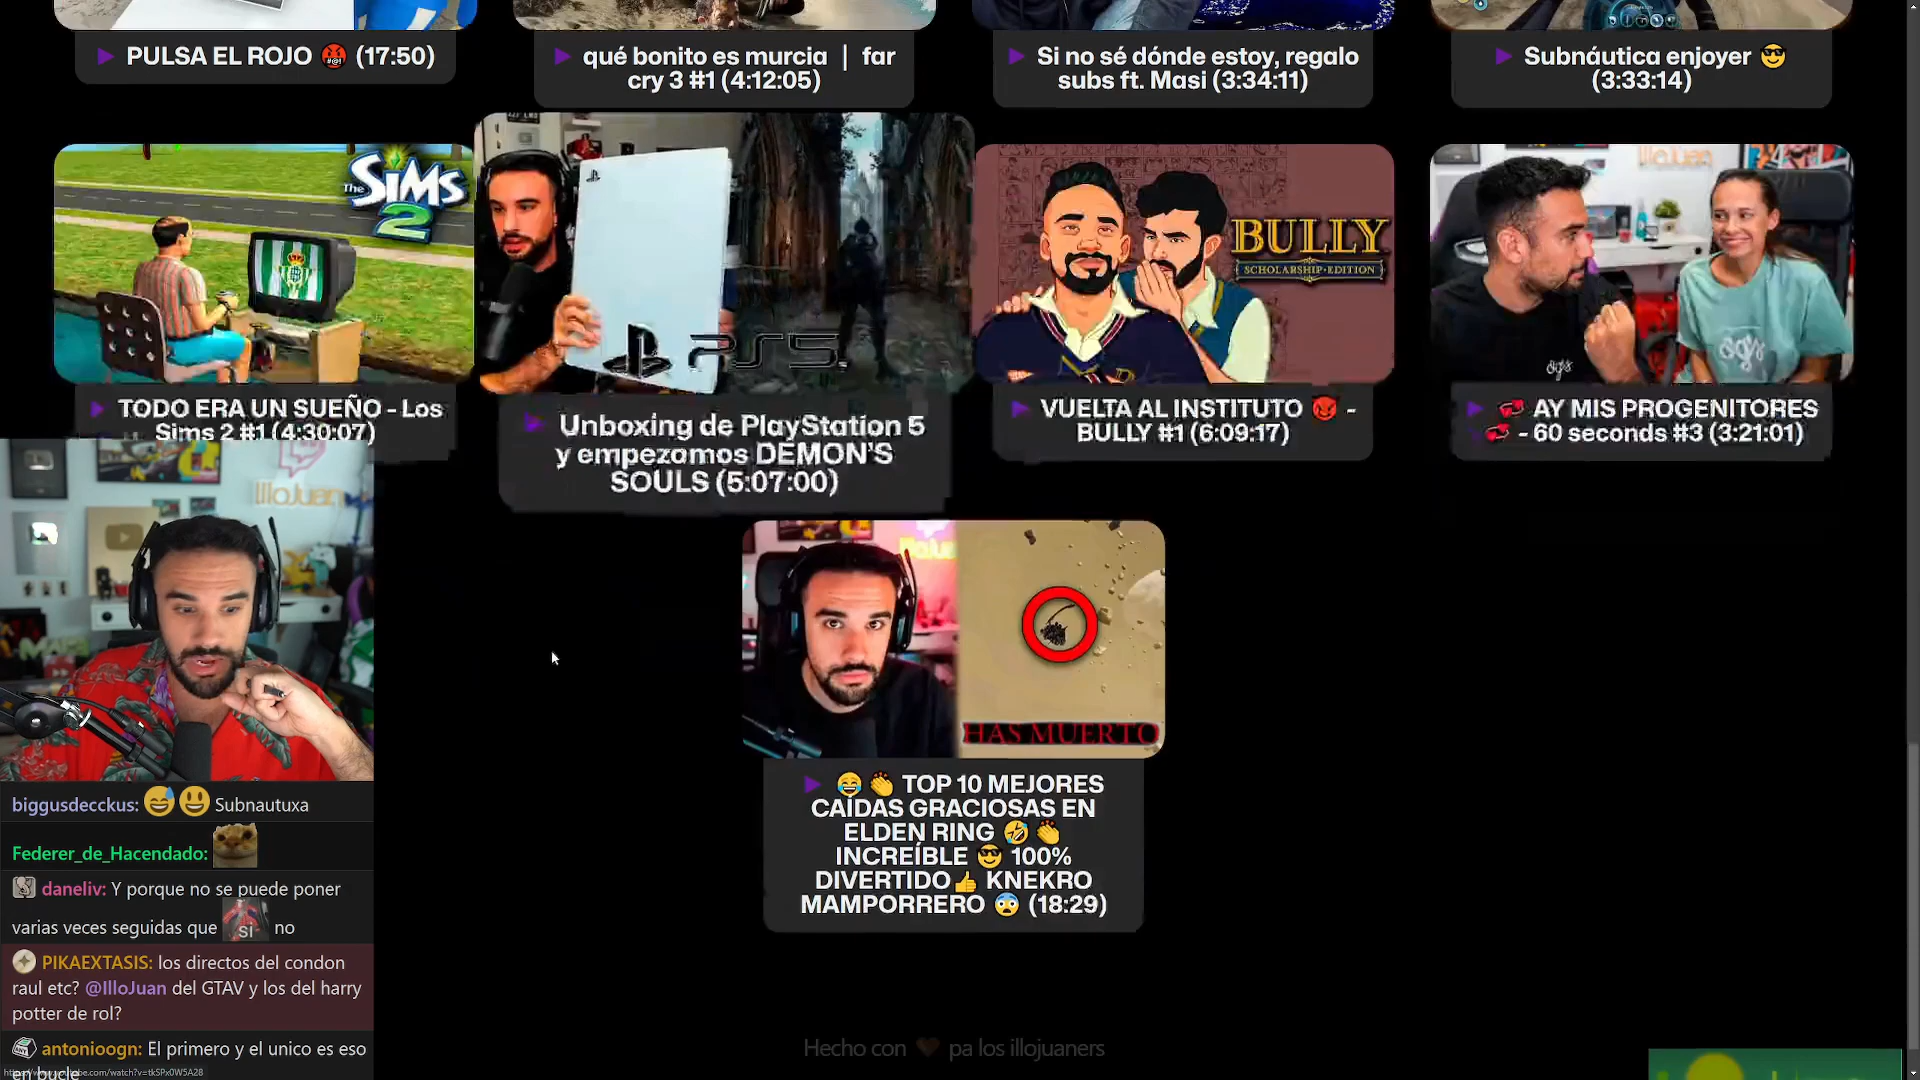 PULSA EL ROJO 🤬 (17:50)
qué bonito es murcia | far
cry 3 #1 (4:12:05)
Si no sé dónde estoy, regalo
subs ft. Masi (3:34:11)
Subnáutica enjoyer 😎
(3:33:14)
THE SIMS
2
PS5
BULLY
SCHOLARSHIP·EDITION
IlloJuan
TODO ERA UN SUEÑO - Los
Sims 2 #1 (4:30:07)
Unboxing de PlayStation 5
y empezamos DEMON'S
SOULS (5:07:00)
VUELTA AL INSTITUTO 😈 -
BULLY #1 (6:09:17)
💞 AY MIS PROGENITORES
💞 - 60 seconds #3 (3:21:01)
IlloJuan
HAS MUERTO
😂 👏 TOP 10 MEJORES
CAÍDAS GRACIOSAS EN
ELDEN RING 🤣 👏
INCREÍBLE 😎 100%
DIVERTIDO👍 KNEKRO
MAMPORRERO 😨 (18:29)
biggusdecckus: 😅 😃 Subnautuxa
Federer_de_Hacendado:
daneliv: Y porque no se puede poner
varias veces seguidas que SI no
PIKAEXTASIS: los directos del condon
raul etc? @IlloJuan del GTAV y los del harry
potter de rol?
antonioogn: El primero y el unico es eso
en bucle
Hecho con ❤ pa los illojuaners